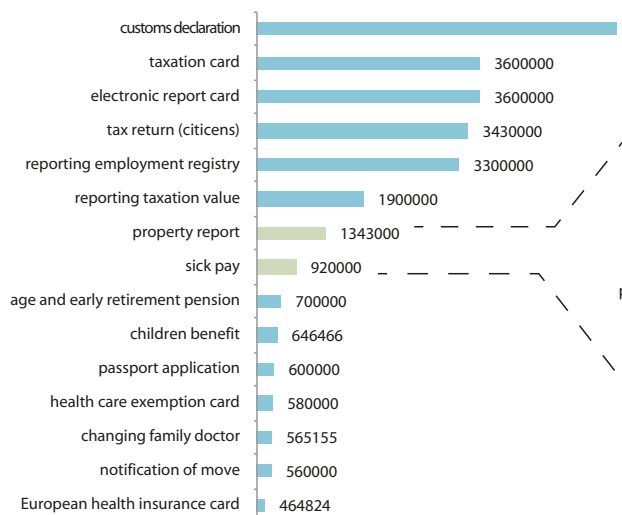 customs declaration
taxation card 3600000
electronic report card 3600000
tax return (citicens) 3430000
reporting employment registry 3300000
reporting taxation value 1900000
property report 1343000
sick pay 920000
p
age and early retirement pension 700000
children benefit 646466
passport application 600000
health care exemption card 580000
changing family doctor 565155
notification of move 560000
European health insurance card 464824